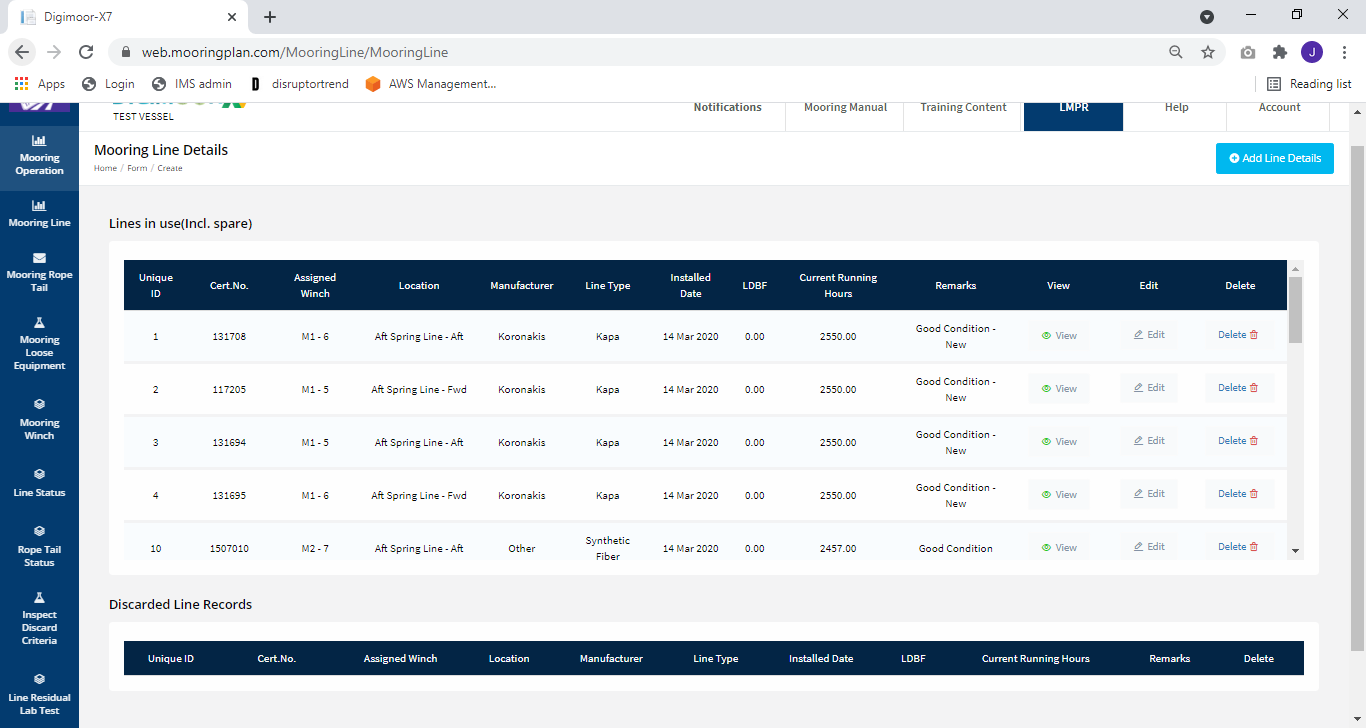 Digimoor-X7
web.mooringplan.com/MooringLine/MooringLine
J
Apps
Login
IMS admin
D disruptortrend
AWS Management...
Reading list
TEST VESSEL
Notifications
Mooring Manual
Training Content
LMPR
Help
Account
Mooring Operation
Mooring Line
Mooring Rope Tail
Mooring Loose Equipment
Mooring Winch
Line Status
Rope Tail Status
Inspect Discard Criteria
Line Residual Lab Test
Mooring Line Details
Home / Form / Create
Add Line Details
Lines in use(Incl. spare)
Unique ID Cert.No. Assigned Winch Location Manufacturer Line Type Installed Date LDBF Current Running Hours Remarks View Edit Delete
1 131708 M1 - 6 Aft Spring Line - Aft Koronakis Kapa 14 Mar 2020 0.00 2550.00 Good Condition - New View Edit Delete
2 117205 M1 - 5 Aft Spring Line - Fwd Koronakis Kapa 14 Mar 2020 0.00 2550.00 Good Condition - New View Edit Delete
3 131694 M1 - 5 Aft Spring Line - Aft Koronakis Kapa 14 Mar 2020 0.00 2550.00 Good Condition - New View Edit Delete
4 131695 M1 - 6 Aft Spring Line - Fwd Koronakis Kapa 14 Mar 2020 0.00 2550.00 Good Condition - New View Edit Delete
10 1507010 M2 - 7 Aft Spring Line - Aft Other Synthetic Fiber 14 Mar 2020 0.00 2457.00 Good Condition View Edit Delete
Discarded Line Records
Unique ID Cert.No. Assigned Winch Location Manufacturer Line Type Installed Date LDBF Current Running Hours Remarks Delete